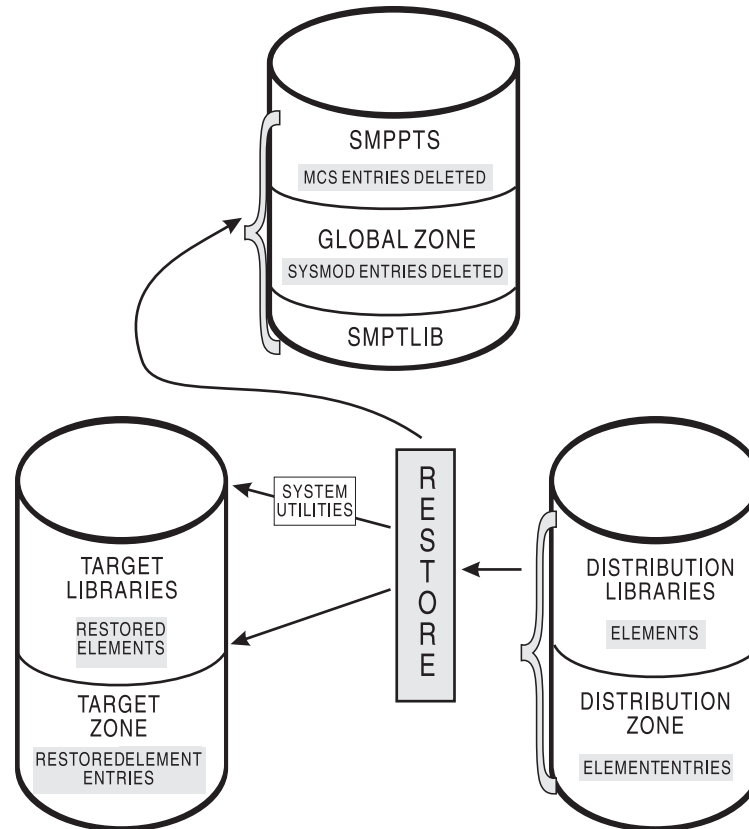 SMPPTS
MCS ENTRIES DELETED
GLOBAL ZONE
SYSMOD ENTRIES DELETED
SMPTLIB
SYSTEM
UTILITIES
TARGET
LIBRARIES
RESTORED
ELEMENTS
TARGET
ZONE
RESTOREDELEMENT
ENTRIES
RESTORE
DISTRIBUTION
LIBRARIES
ELEMENTS
DISTRIBUTION
ZONE
ELEMENTENTRIES